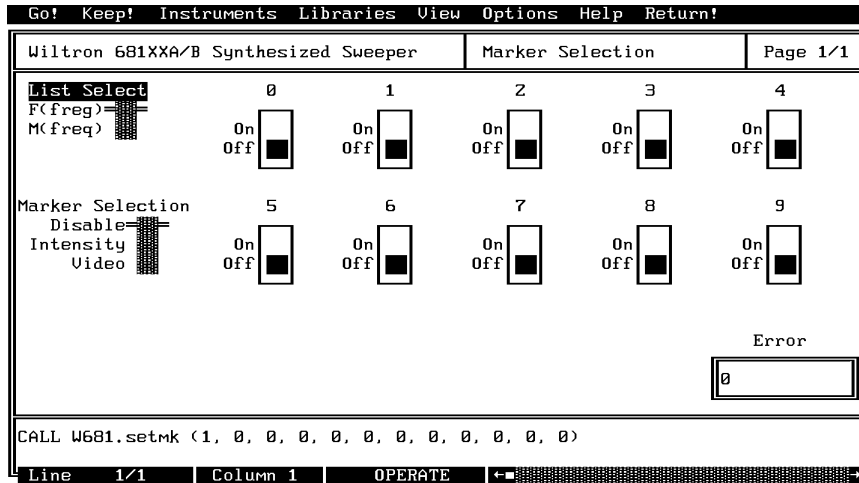 Go! Keep! Instruments Libraries View Options Help Return!
Wiltron 681XXA/B Synthesized Sweeper Marker Selection Page 1/1
List Select 0 1 2 3 4
F(freg)
M(freq) On On On On On
Off Off Off Off Off
Marker Selection 5 6 7 8 9
Disable
Intensity On On On On On
Video Off Off Off Off Off
Error
0
CALL W681.setmk (1, 0, 0, 0, 0, 0, 0, 0, 0, 0, 0, 0)
Line 1/1 Column 1 OPERATE